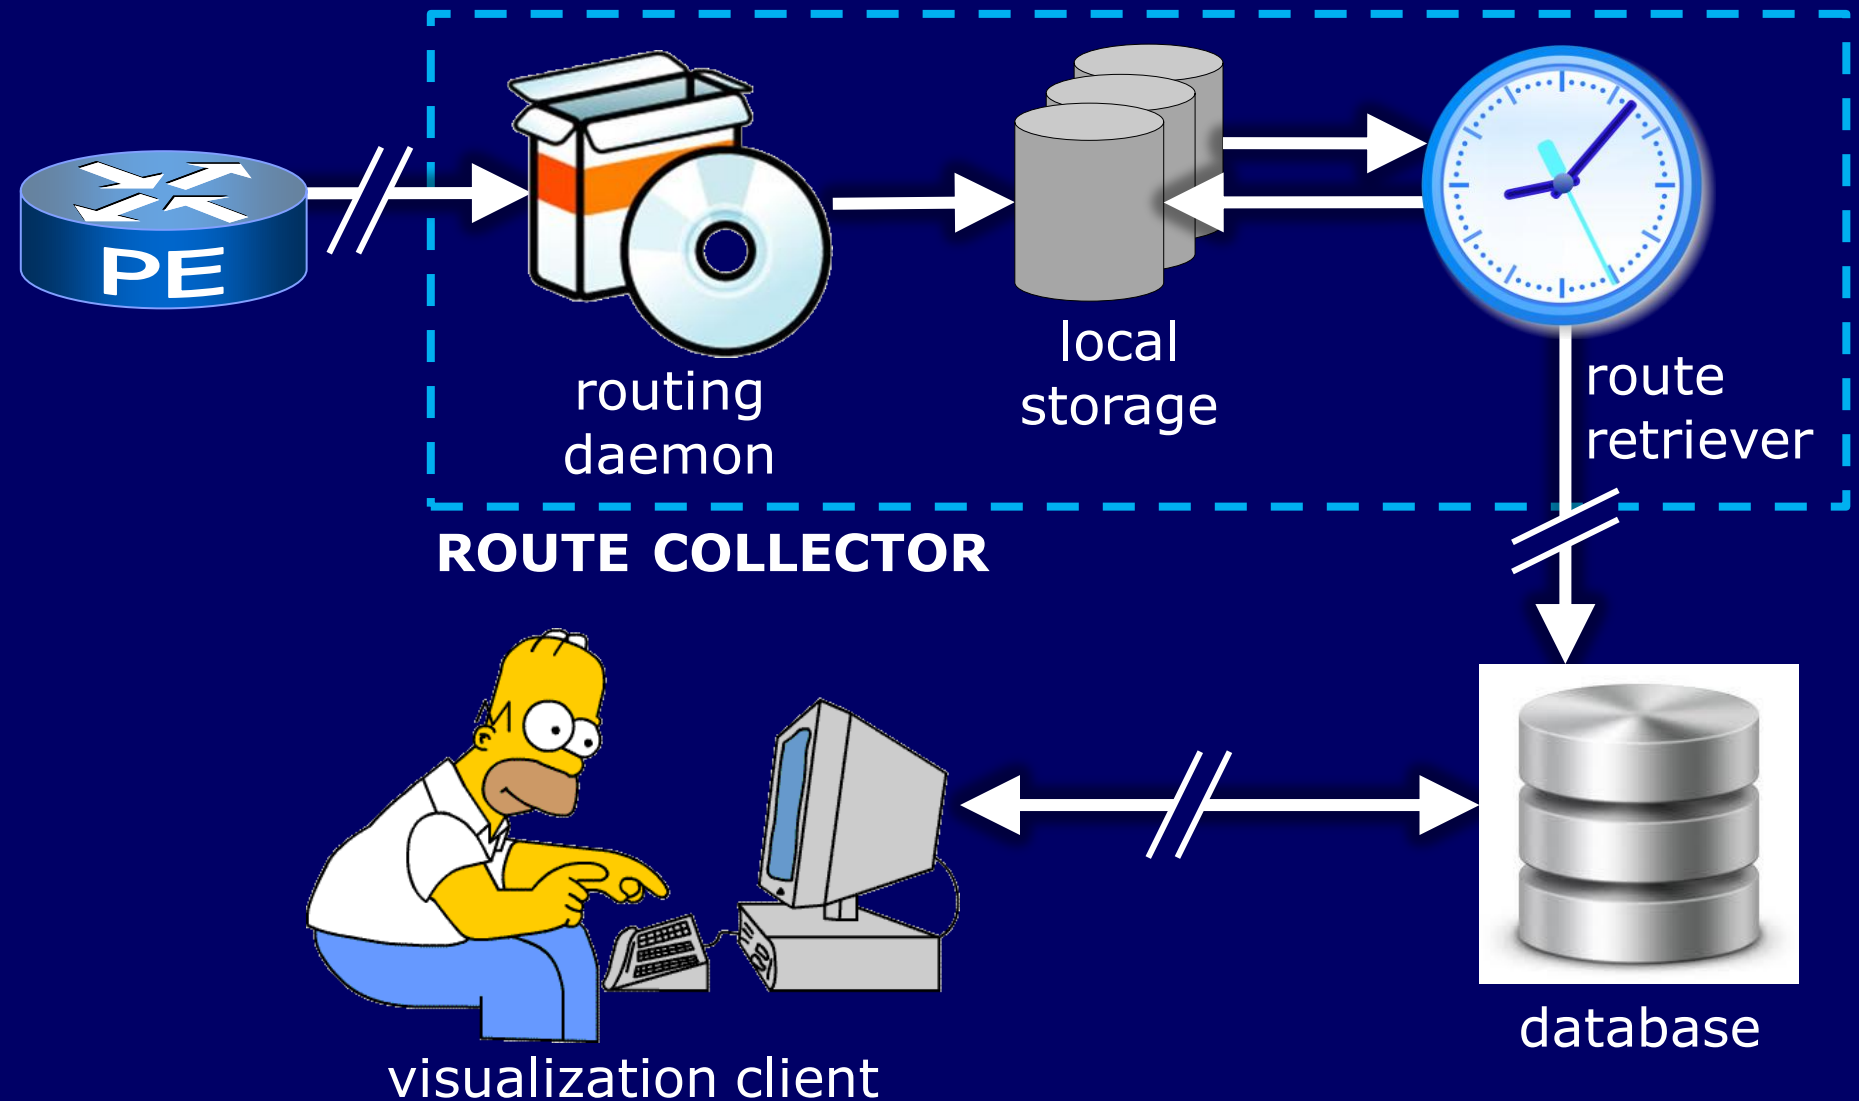 PE
routing
daemon
local
storage
route
retriever
ROUTE COLLECTOR
visualization client
database